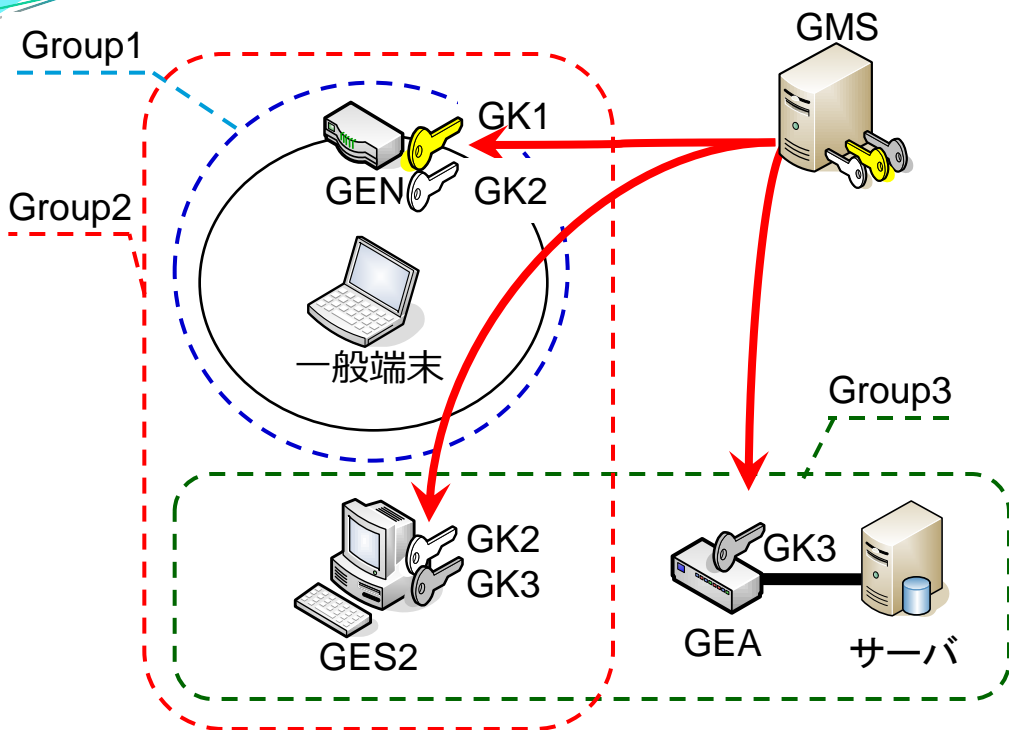 Group1
GMS
GK1
GEN
GK2
Group2
一般端末
Group3
GK2
GK3
GK3
GES2
GEA
サーバ